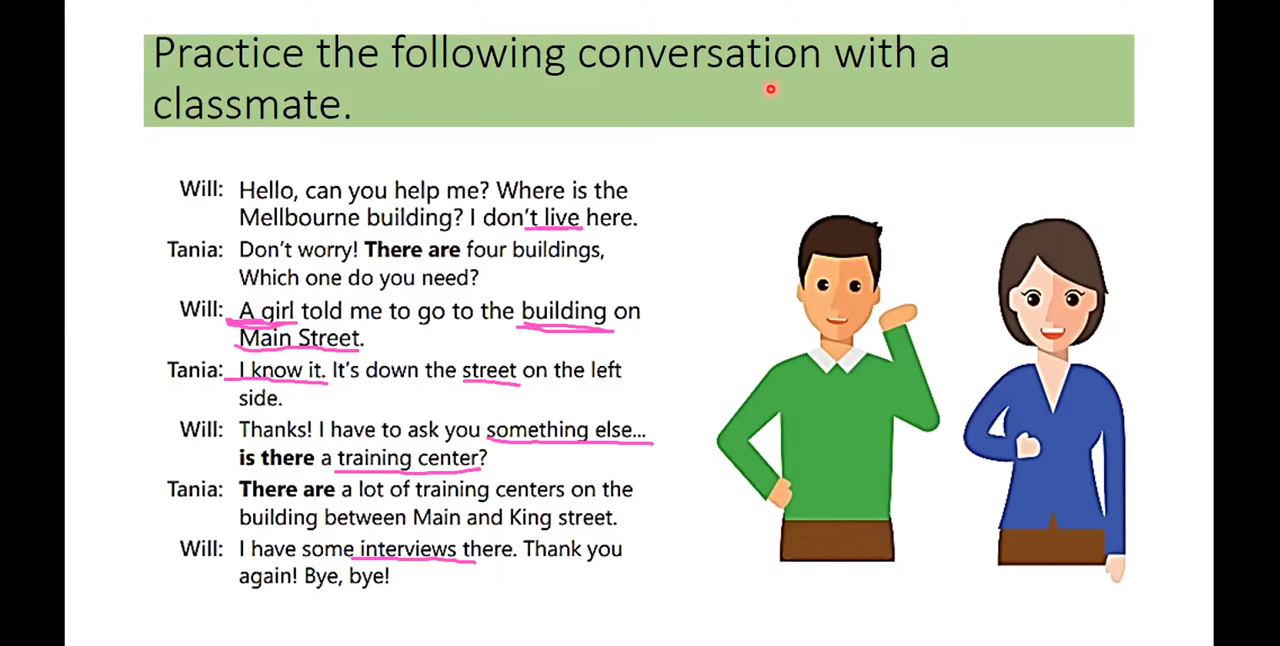 Practice the following conversation with a
classmate.
Will: Hello, can you help me? Where is the
Mellbourne building? I don't live here.
Tania: Don't worry! There are four buildings,
Which one do you need?
Will: A girl told me to go to the building on
Main Street.
Tania: I know it. It's down the street on the left
side.
Will: Thanks! I have to ask you something else...
is there a training center?
Tania: There are a lot of training centers on the
building between Main and King street.
Will: I have some interviews there. Thank you
again! Bye, bye!